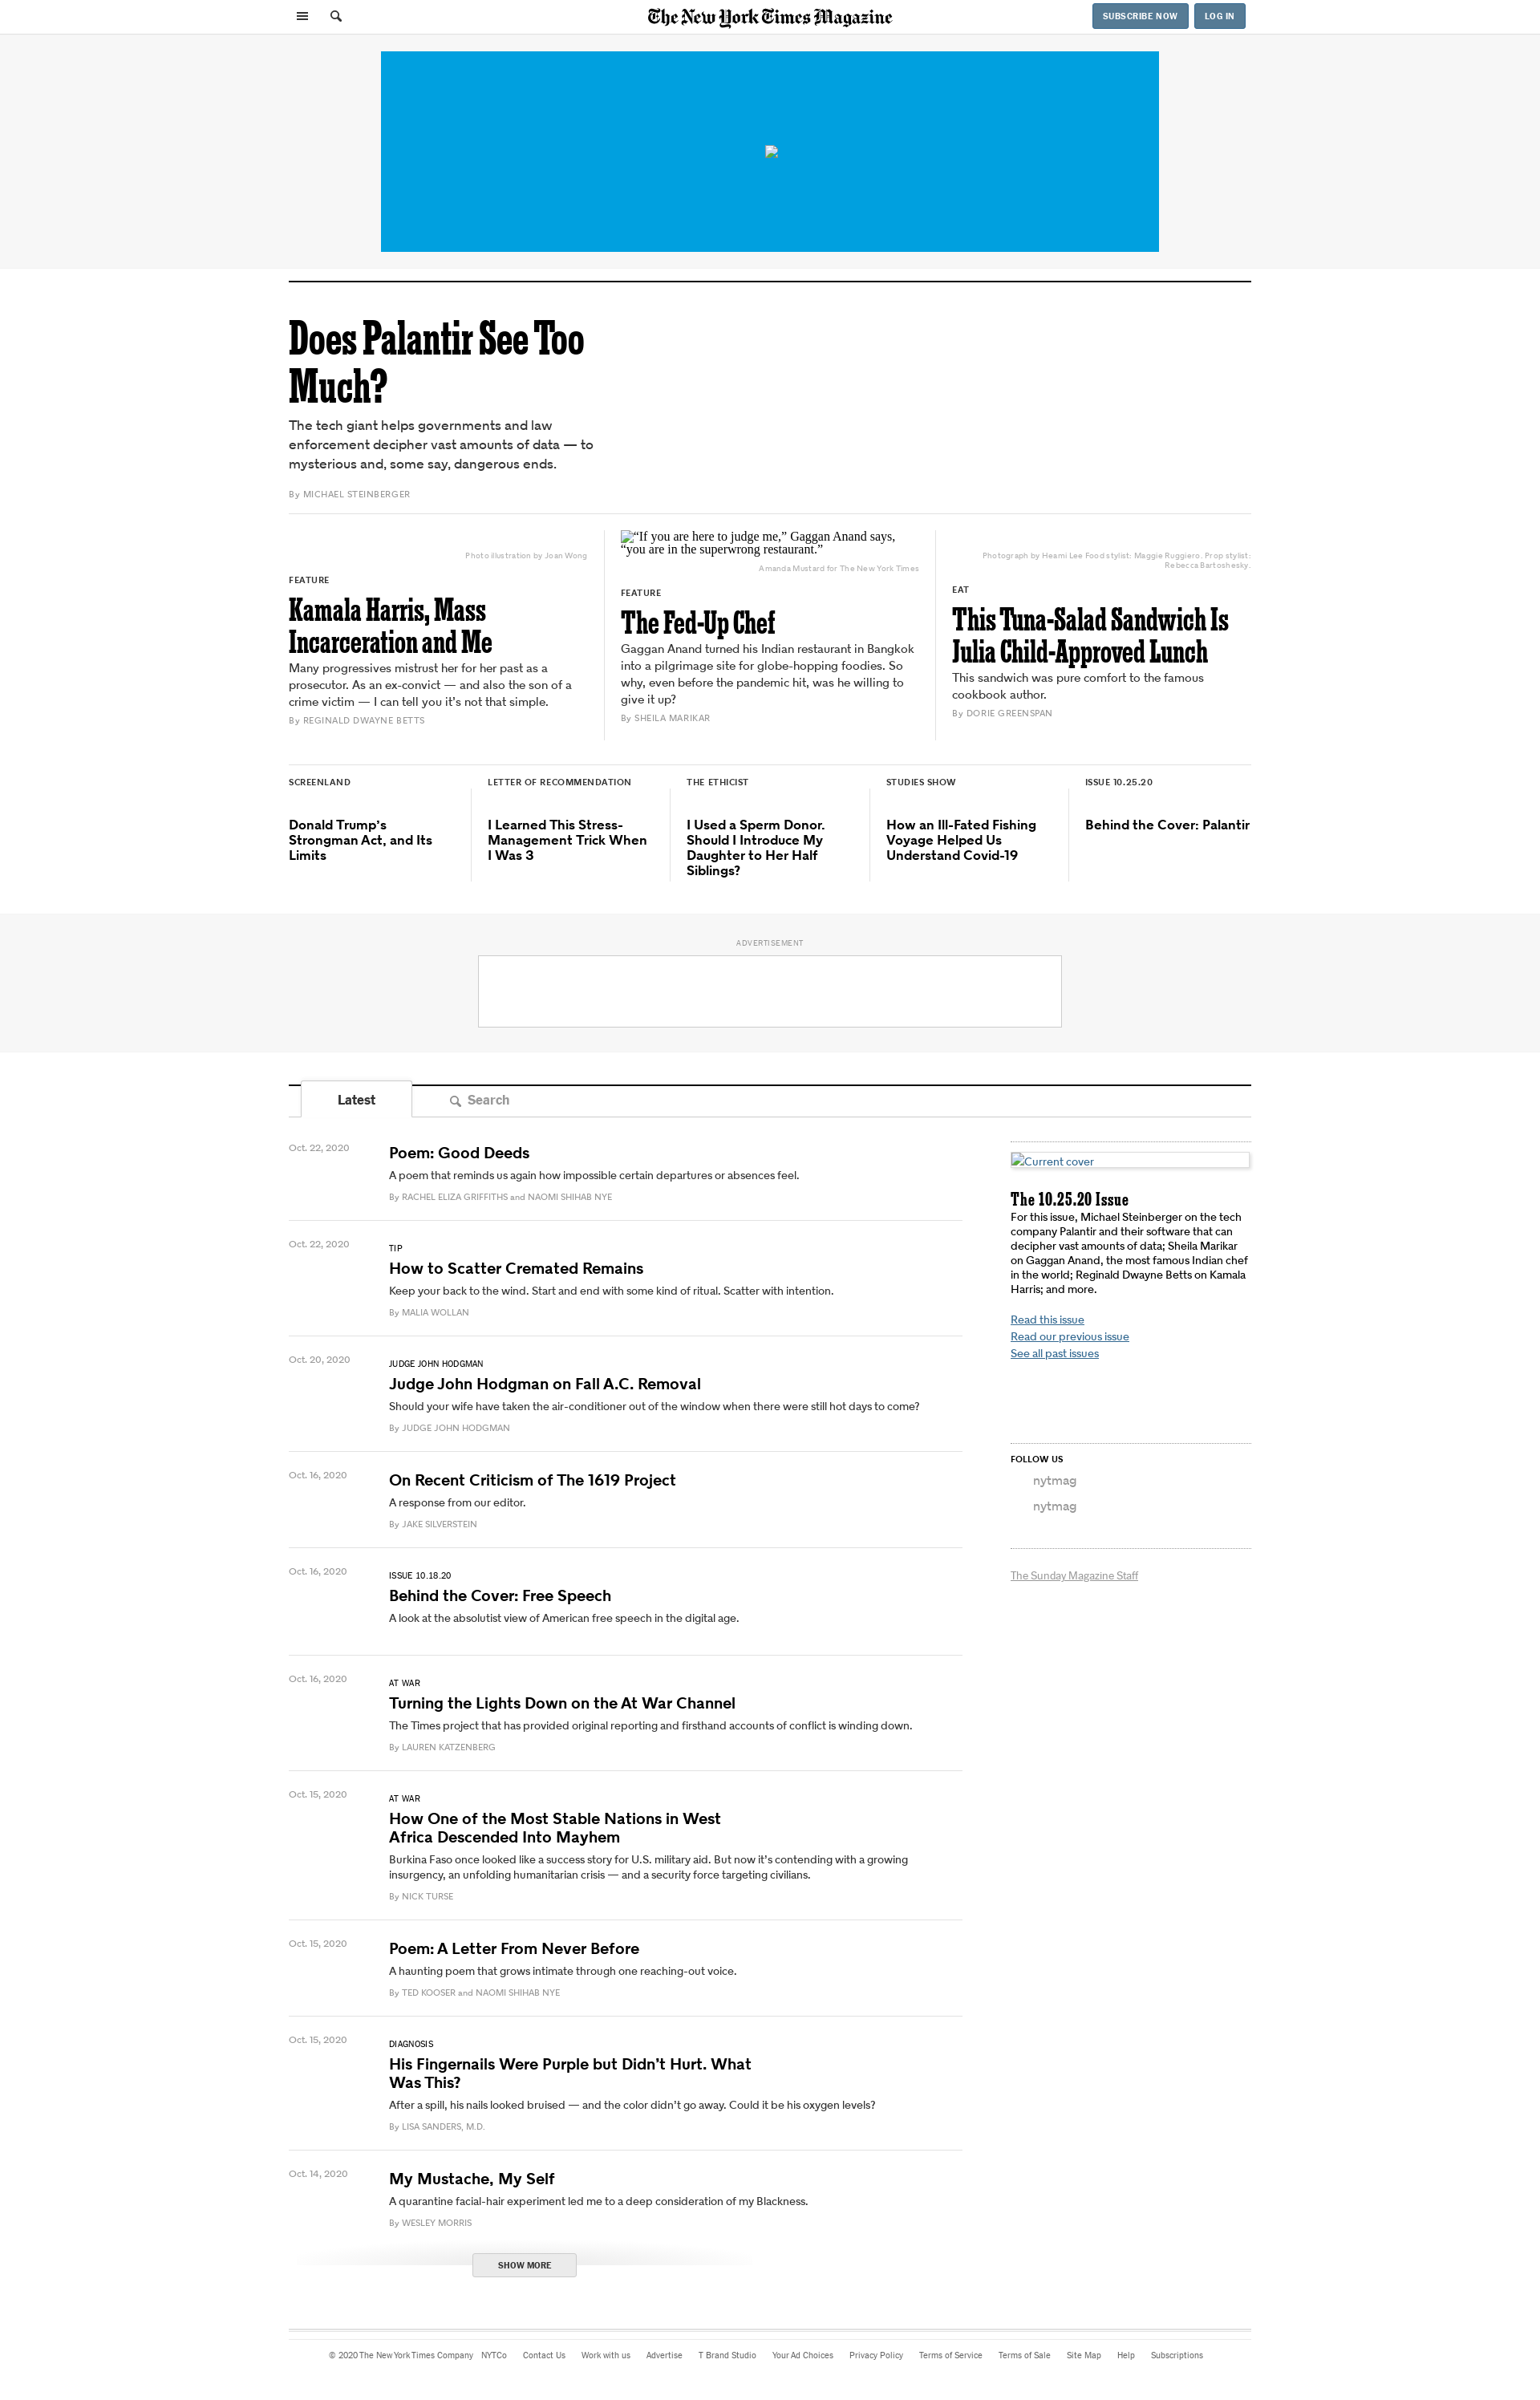 The New York Times Magazine
SUBSCRIBE NOW
LOG IN
Does Palantir See Too
Much?
The tech giant helps governments and law
enforcement decipher vast amounts of data — to
mysterious and, some say, dangerous ends.
By MICHAEL STEINBERGER
Photo illustration by Joan Wong
FEATURE
Kamala Harris, Mass
Incarceration and Me
Many progressives mistrust her for her past as a
prosecutor. As an ex-convict — and also the son of a
crime victim — I can tell you it’s not that simple.
By REGINALD DWAYNE BETTS
“If you are here to judge me,” Gaggan Anand says,
“you are in the superwrong restaurant.”
Amanda Mustard for The New York Times
FEATURE
The Fed-Up Chef
Gaggan Anand turned his Indian restaurant in Bangkok
into a pilgrimage site for globe-hopping foodies. So
why, even before the pandemic hit, was he willing to
give it up?
By SHEILA MARIKAR
Photograph by Heami Lee Food stylist: Maggie Ruggiero. Prop stylist:
Rebecca Bartoshesky.
EAT
This Tuna-Salad Sandwich Is
Julia Child-Approved Lunch
This sandwich was pure comfort to the famous
cookbook author.
By DORIE GREENSPAN
SCREENLAND
Donald Trump’s
Strongman Act, and Its
Limits
LETTER OF RECOMMENDATION
I Learned This Stress-
Management Trick When
I Was 3
THE ETHICIST
I Used a Sperm Donor.
Should I Introduce My
Daughter to Her Half
Siblings?
STUDIES SHOW
How an Ill-Fated Fishing
Voyage Helped Us
Understand Covid-19
ISSUE 10.25.20
Behind the Cover: Palantir
ADVERTISEMENT
Latest
Search
Oct. 22, 2020
Poem: Good Deeds
A poem that reminds us again how impossible certain departures or absences feel.
By RACHEL ELIZA GRIFFITHS and NAOMI SHIHAB NYE
Oct. 22, 2020
TIP
How to Scatter Cremated Remains
Keep your back to the wind. Start and end with some kind of ritual. Scatter with intention.
By MALIA WOLLAN
Oct. 20, 2020
JUDGE JOHN HODGMAN
Judge John Hodgman on Fall A.C. Removal
Should your wife have taken the air-conditioner out of the window when there were still hot days to come?
By JUDGE JOHN HODGMAN
Oct. 16, 2020
On Recent Criticism of The 1619 Project
A response from our editor.
By JAKE SILVERSTEIN
Oct. 16, 2020
ISSUE 10.18.20
Behind the Cover: Free Speech
A look at the absolutist view of American free speech in the digital age.
Oct. 16, 2020
AT WAR
Turning the Lights Down on the At War Channel
The Times project that has provided original reporting and firsthand accounts of conflict is winding down.
By LAUREN KATZENBERG
Oct. 15, 2020
AT WAR
How One of the Most Stable Nations in West
Africa Descended Into Mayhem
Burkina Faso once looked like a success story for U.S. military aid. But now it’s contending with a growing
insurgency, an unfolding humanitarian crisis — and a security force targeting civilians.
By NICK TURSE
Oct. 15, 2020
Poem: A Letter From Never Before
A haunting poem that grows intimate through one reaching-out voice.
By TED KOOSER and NAOMI SHIHAB NYE
Oct. 15, 2020
DIAGNOSIS
His Fingernails Were Purple but Didn't Hurt. What
Was This?
After a spill, his nails looked bruised — and the color didn’t go away. Could it be his oxygen levels?
By LISA SANDERS, M.D.
Oct. 14, 2020
My Mustache, My Self
A quarantine facial-hair experiment led me to a deep consideration of my Blackness.
By WESLEY MORRIS
SHOW MORE
Current cover
The 10.25.20 Issue
For this issue, Michael Steinberger on the tech
company Palantir and their software that can
decipher vast amounts of data; Sheila Marikar
on Gaggan Anand, the most famous Indian chef
in the world; Reginald Dwayne Betts on Kamala
Harris; and more.
Read this issue
Read our previous issue
See all past issues
FOLLOW US
nytmag
nytmag
The Sunday Magazine Staff
© 2020 The New York Times Company NYTCo Contact Us Work with us Advertise T Brand Studio Your Ad Choices Privacy Policy Terms of Service Terms of Sale Site Map Help Subscriptions